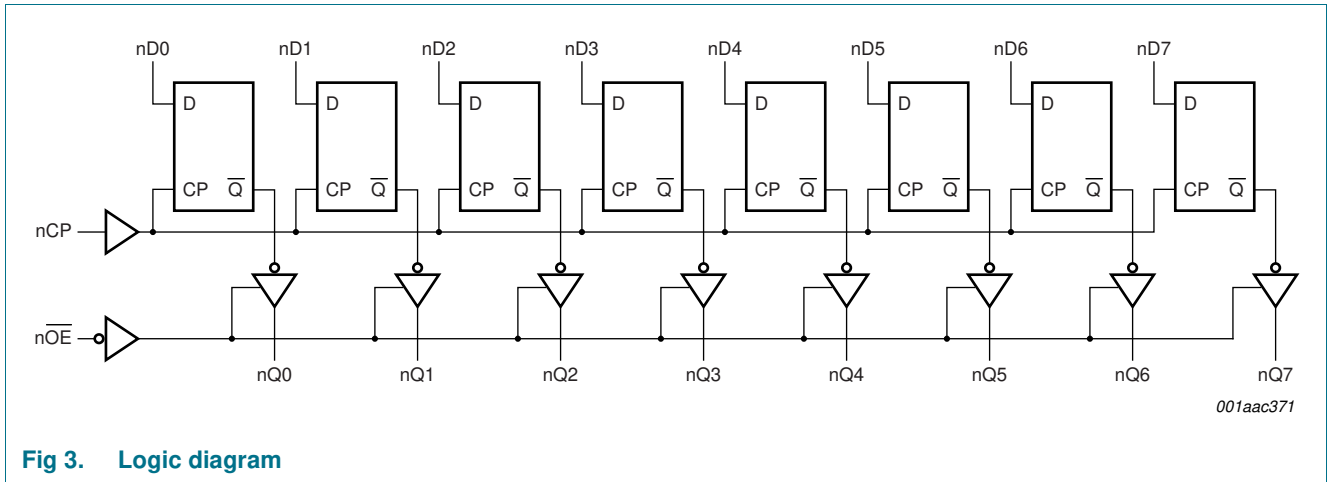 nD0 nD1 nD2 nD3 nD4 nD5 nD6 nD7
D D D D D D D D
CP Q̅ CP Q̅ CP Q̅ CP Q̅ CP Q̅ CP Q̅ CP Q̅ CP Q̅
nCP
nO̅E̅
nQ0 nQ1 nQ2 nQ3 nQ4 nQ5 nQ6 nQ7
001aac371
Fig 3. Logic diagram